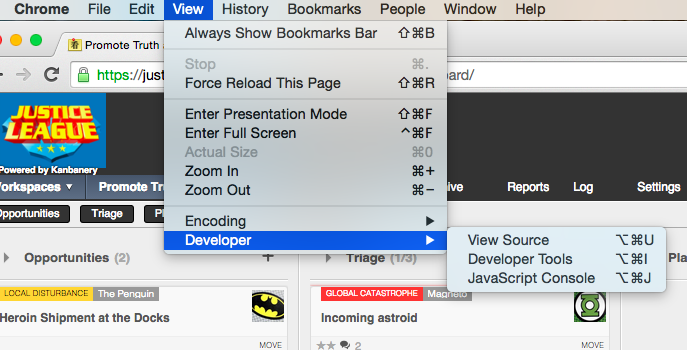 Chrome File Edit View History Bookmarks People Window Help
Always Show Bookmarks Bar ⇧⌘B
Stop ⌘.
Force Reload This Page ⇧⌘R
Enter Presentation Mode ⇧⌘F
Enter Full Screen ^⌘F
Actual Size ⌘0
Zoom In ⌘+
Zoom Out ⌘−
Encoding ▶
Developer ▶
View Source ⌥⌘U
Developer Tools ⌥⌘I
JavaScript Console ⌥⌘J
Promote Truth
https://just
ard/
JUSTICE
LEAGUE
Powered by Kanbanery
orkspaces ▾ Promote Tru ive Reports Log Settings
Opportunities Triage Pl
Opportunities (2) + Triage (1/3) Pla
LOCAL DISTURBANCE The Penguin
Heroin Shipment at the Docks
MOVE
GLOBAL CATASTROPHE Magneto
Incoming astroid
2 MOVE